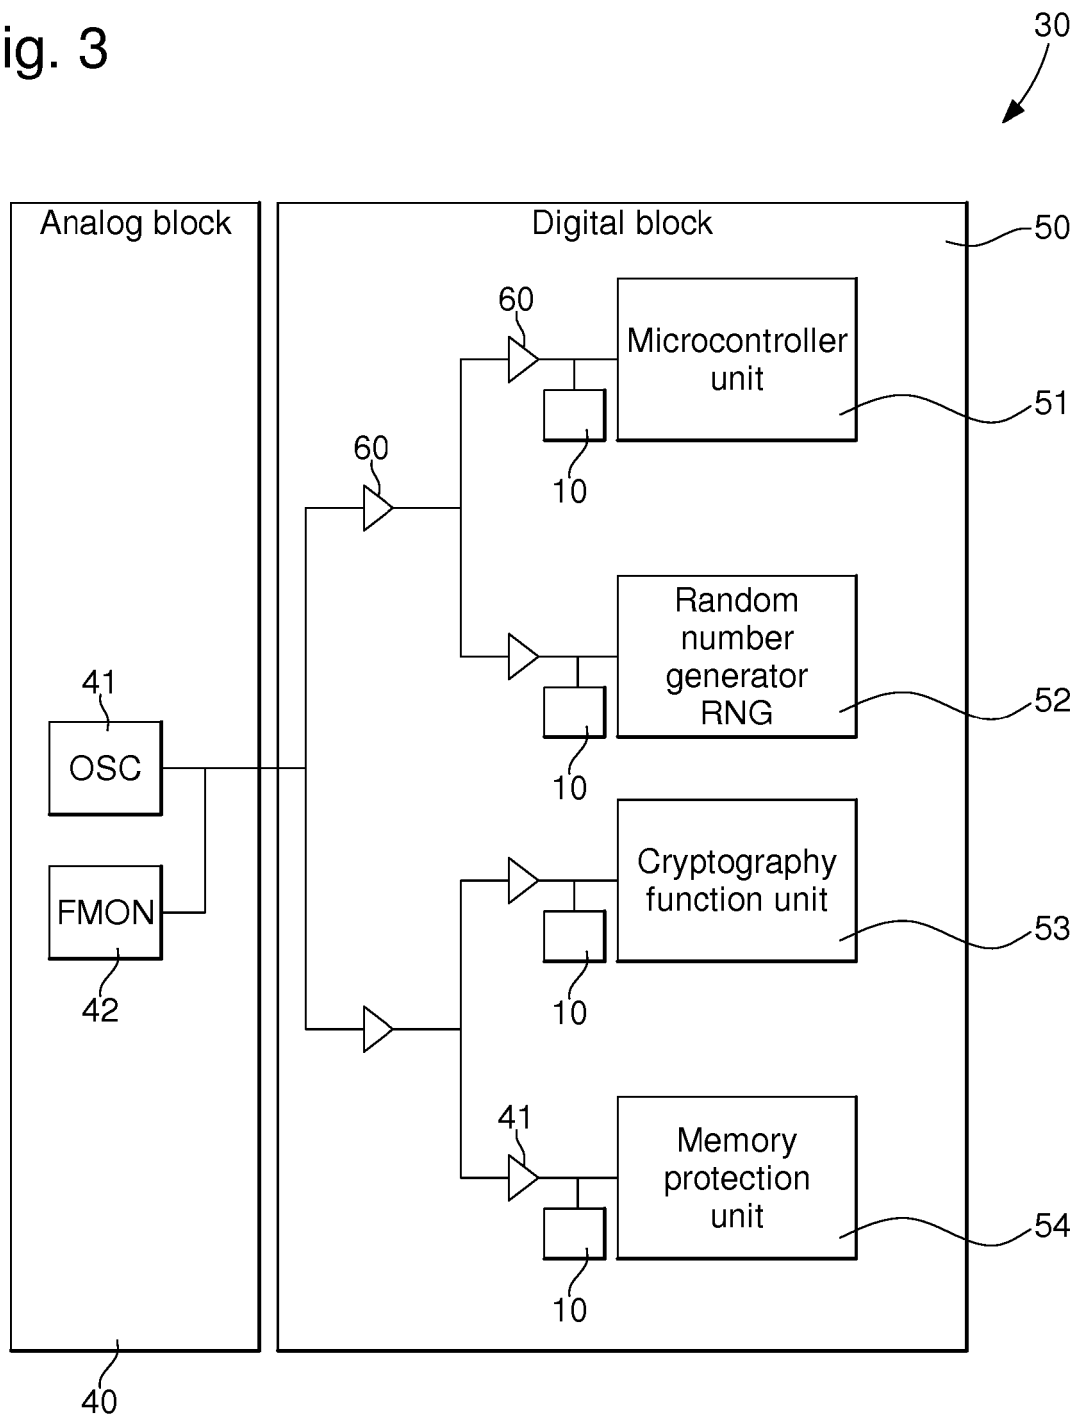 ig. 3
30
Analog block
Digital block
50
60
Microcontroller
unit
51
10
60
Random
number
generator
RNG
52
10
41
OSC
FMON
42
Cryptography
function unit
53
10
41
Memory
protection
unit
54
10
40